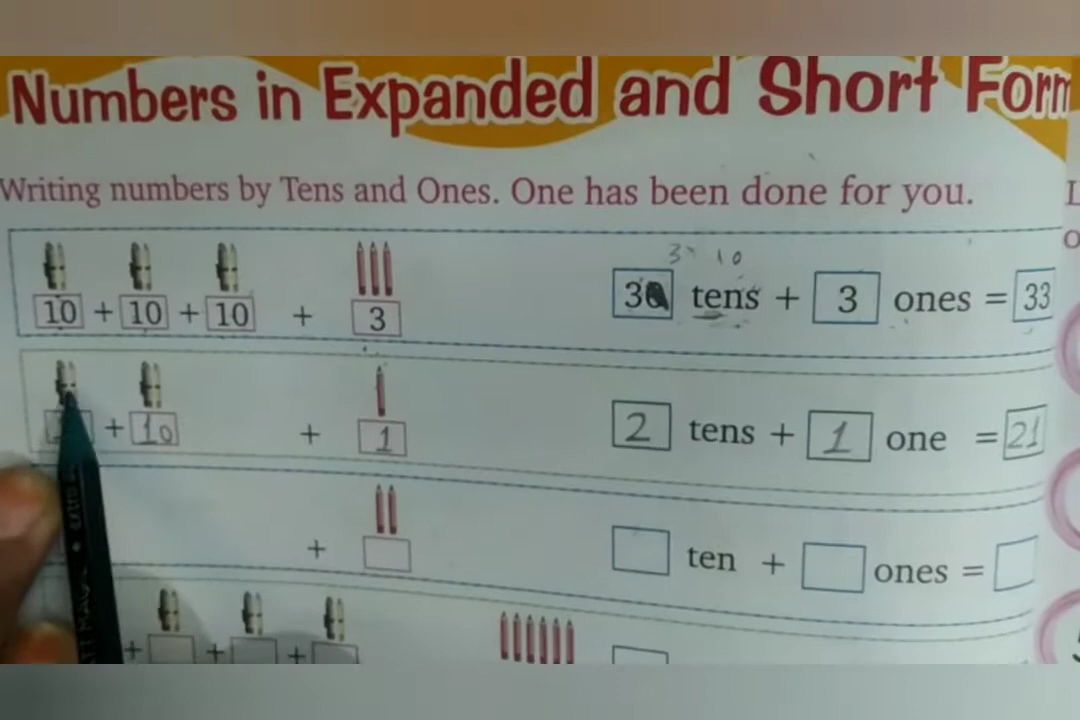 Numbers in Expanded and Short Form
Writing numbers by Tens and Ones. One has been done for you.
3 10
10 + 10 + 10 + 3 3 tens + 3 ones = 33
+ 10 + 1 2 tens + 1 one = 21
+ ten + ones =
+ + +